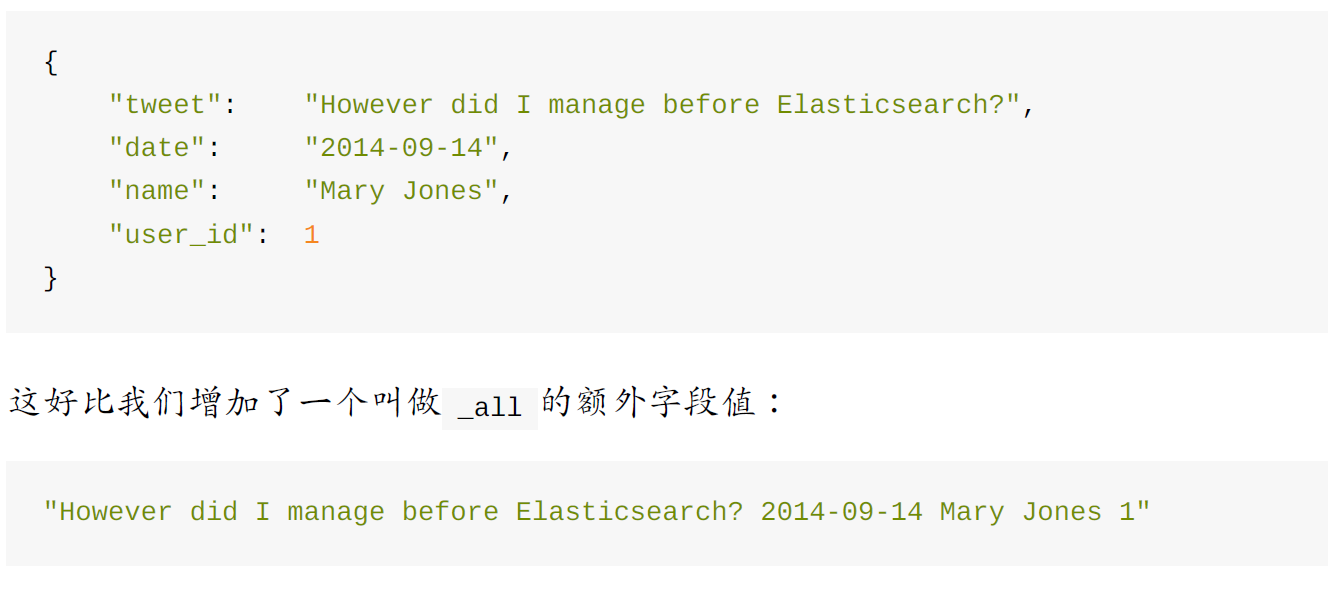 {
    "tweet":    "However did I manage before Elasticsearch?",
    "date":     "2014-09-14",
    "name":     "Mary Jones",
    "user_id":  1
}
这好比我们增加了一个叫做 _all 的额外字段值：
"However did I manage before Elasticsearch? 2014-09-14 Mary Jones 1"